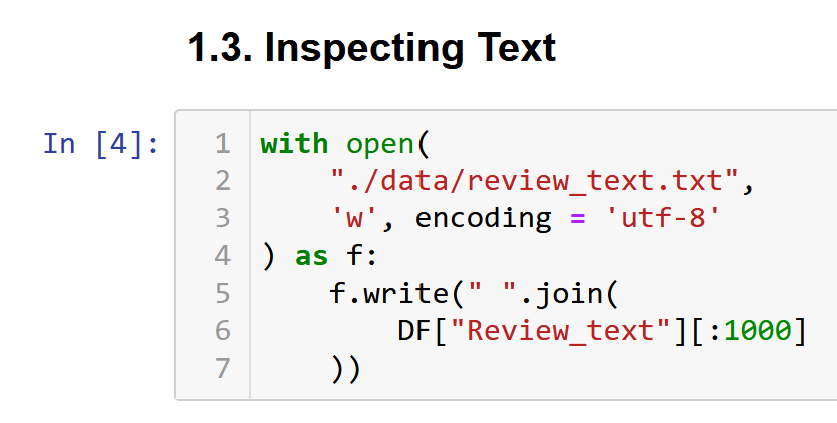 1.3. Inspecting Text
In [4]:
1 with open(
2     "./data/review_text.txt",
3     'w', encoding = 'utf-8'
4 ) as f:
5     f.write(" ".join(
6         DF["Review_text"][:1000]
7     ))